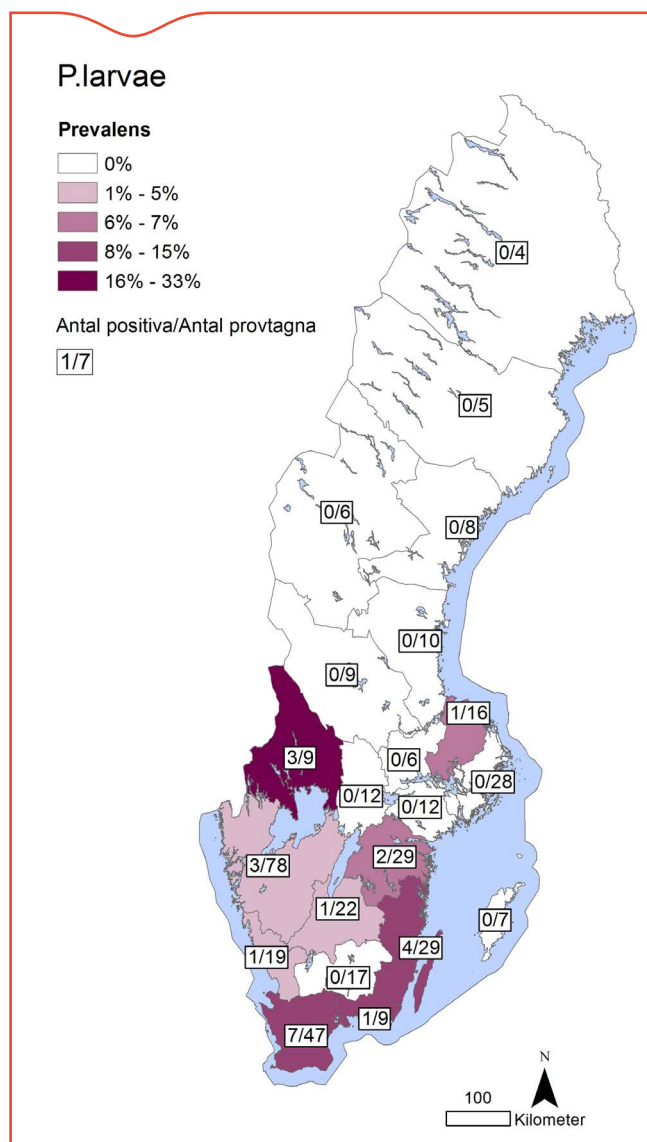 P.larvae
Prevalens
0%
1% - 5%
6% - 7%
8% - 15%
16% - 33%
Antal positiva/Antal provtagna
1/7
0/4
0/5
0/6
0/8
0/10
0/9
1/16
3/9
0/6
0/28
0/12
0/12
3/78
2/29
1/22
0/7
1/19
4/29
0/17
1/9
7/47
N
100
Kilometer